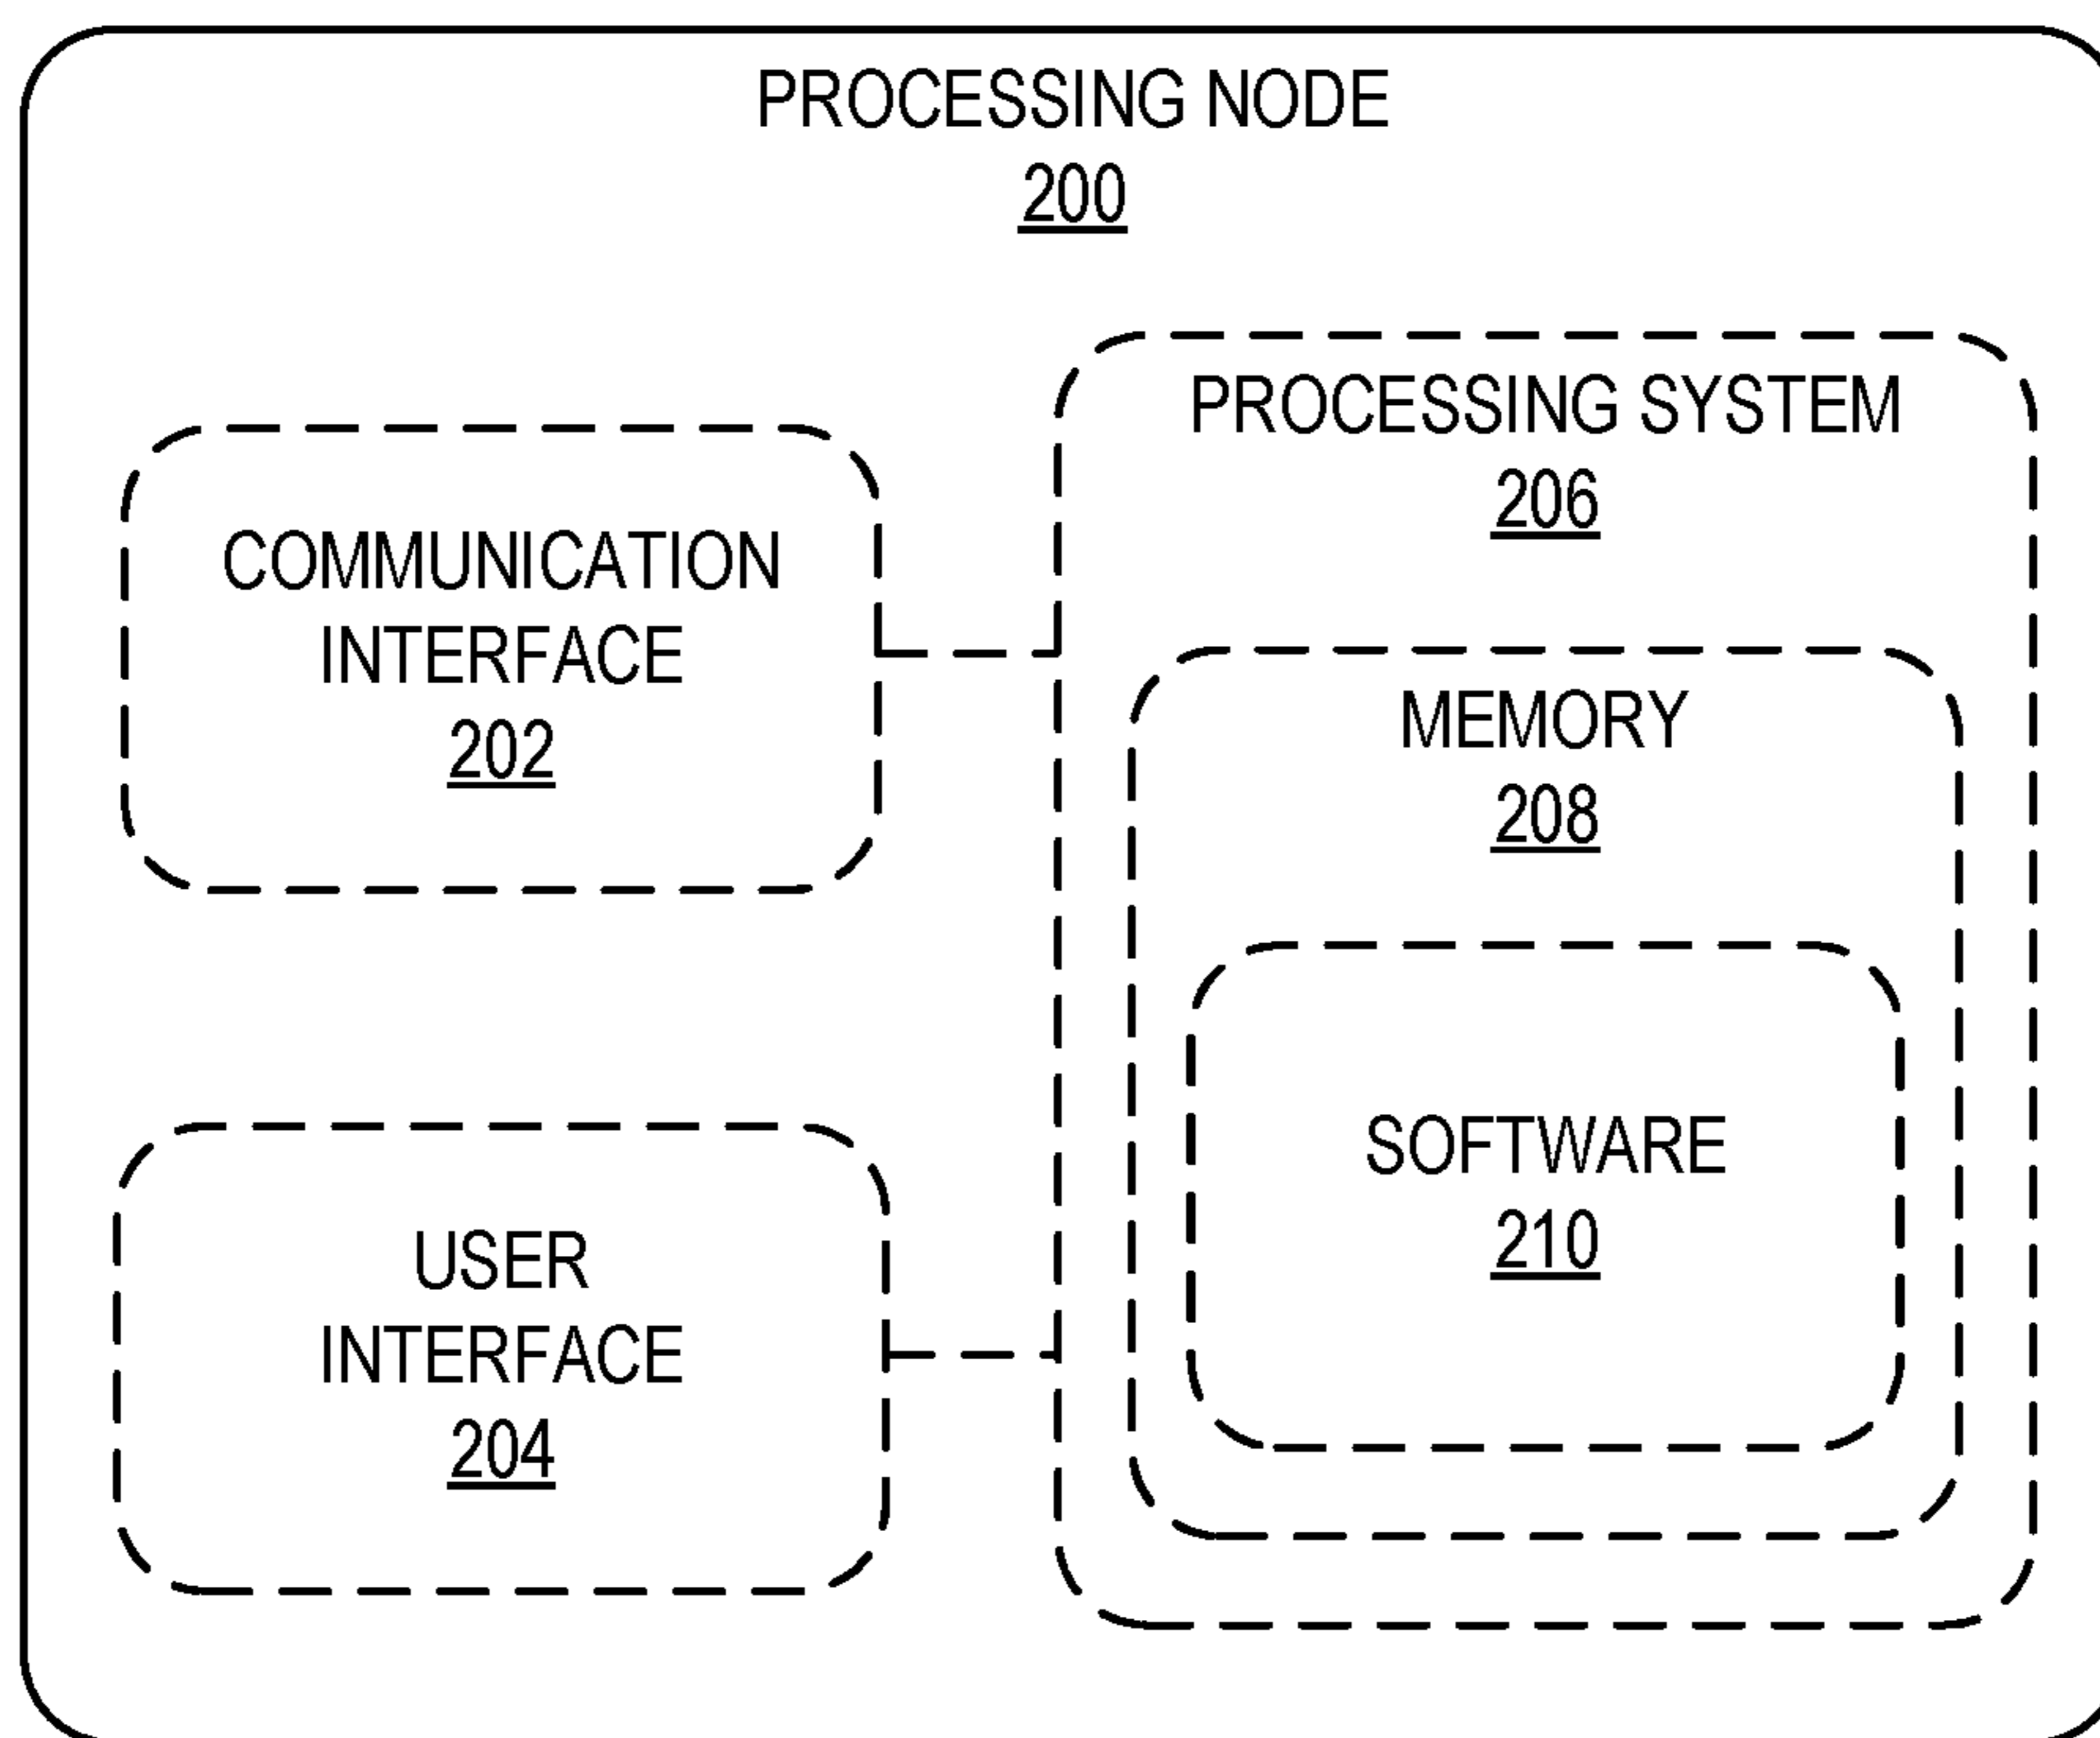 PROCESSING NODE
200
PROCESSING SYSTEM
206
COMMUNICATION
INTERFACE
202
MEMORY
208
SOFTWARE
210
USER
INTERFACE
204